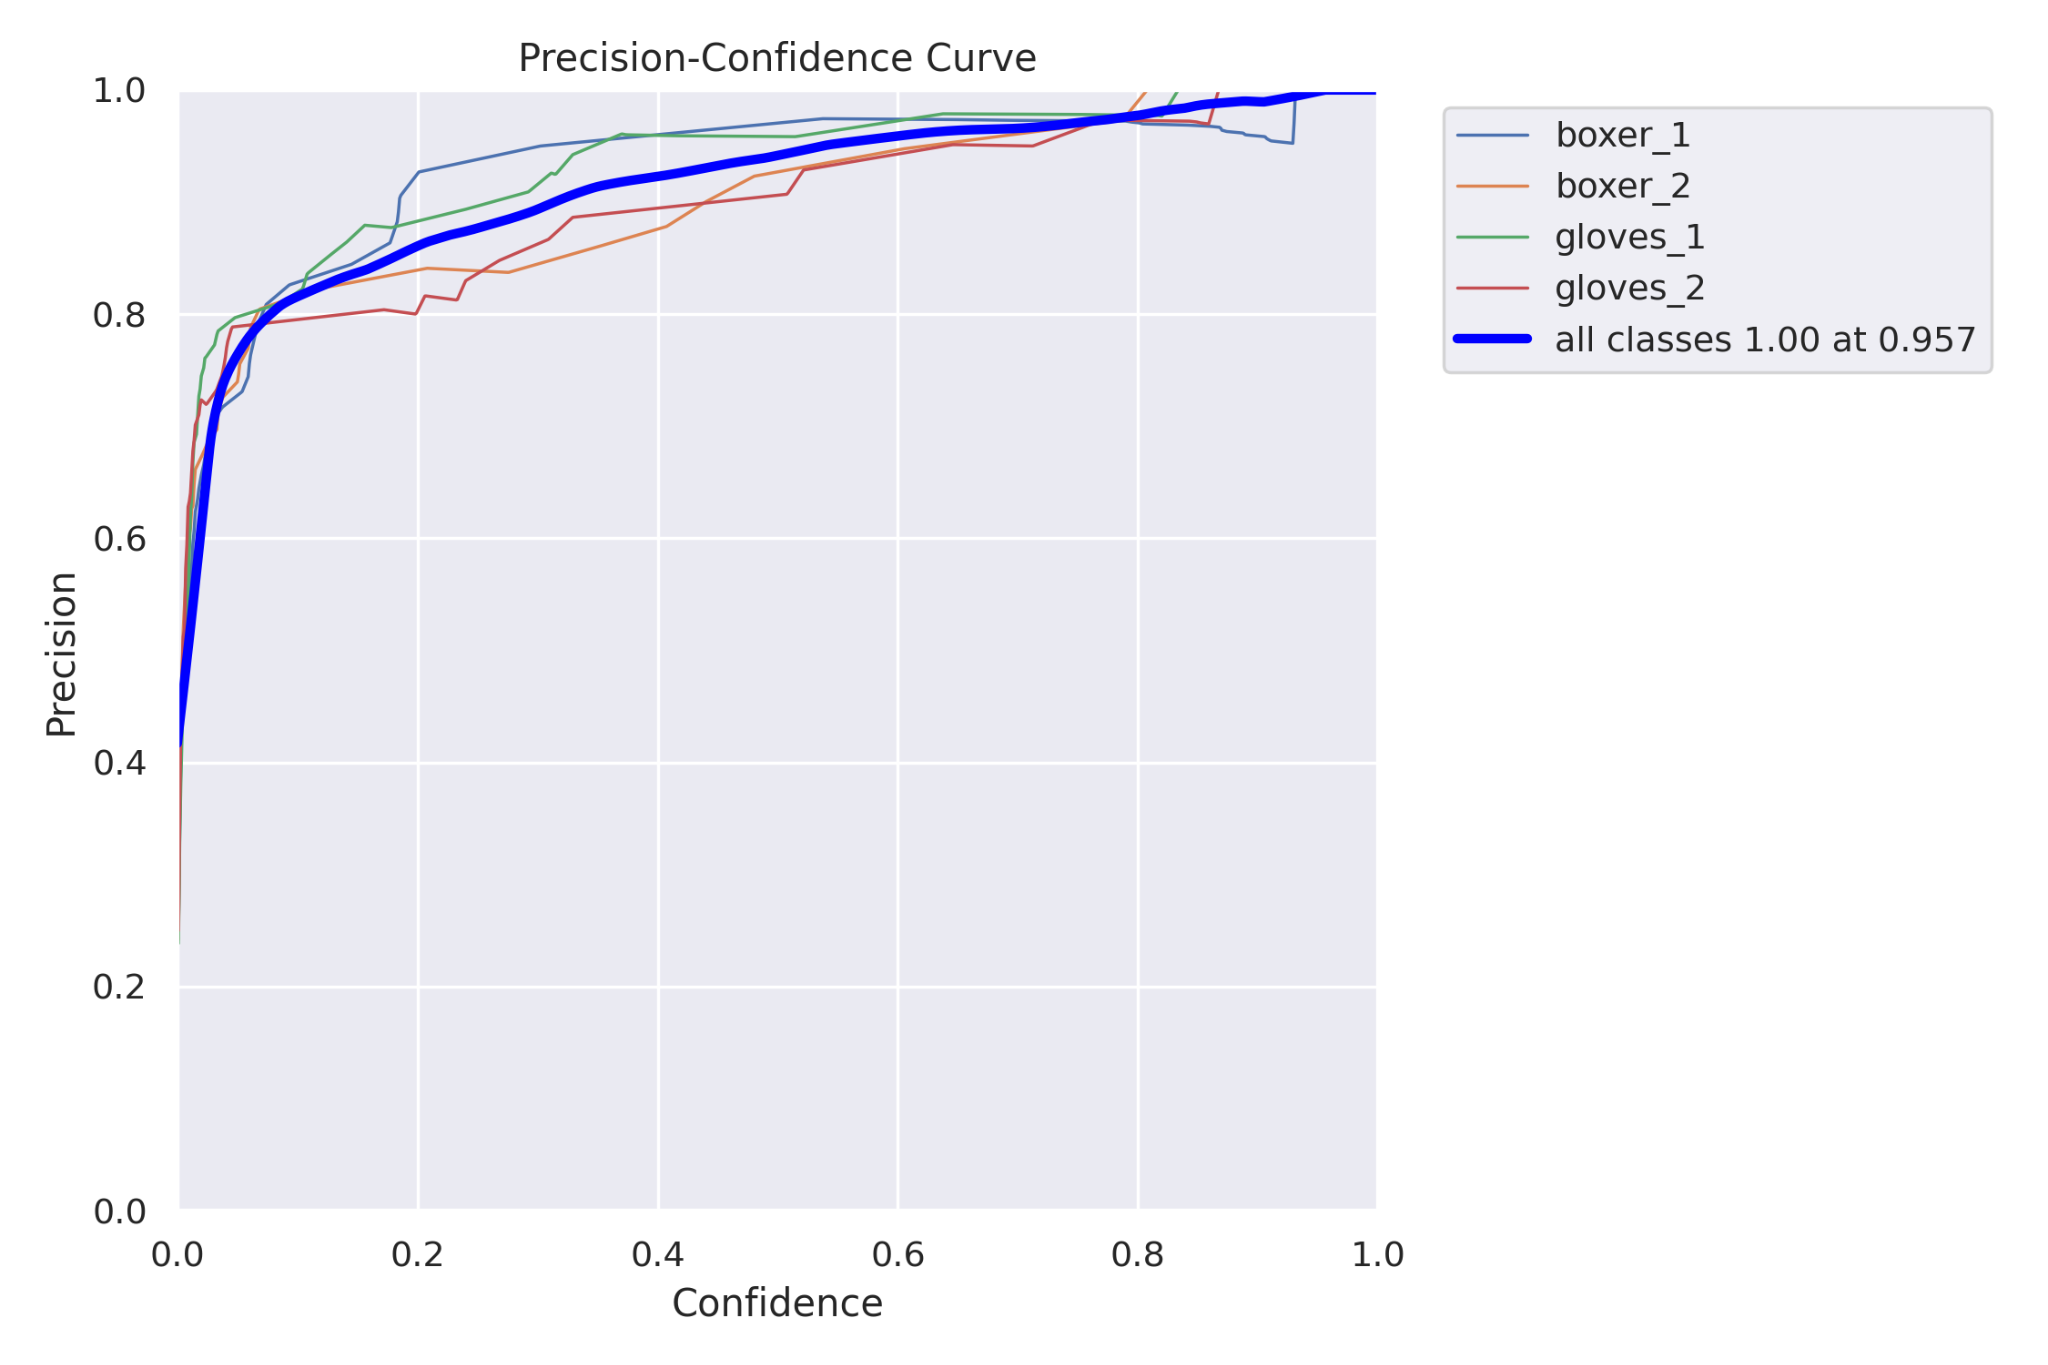 Precision-Confidence Curve
1.0
0.8
0.6
0.4
0.2
0.0
Precision
0.0 0.2 0.4 0.6 0.8 1.0
Confidence
boxer_1
boxer_2
gloves_1
gloves_2
all classes 1.00 at 0.957